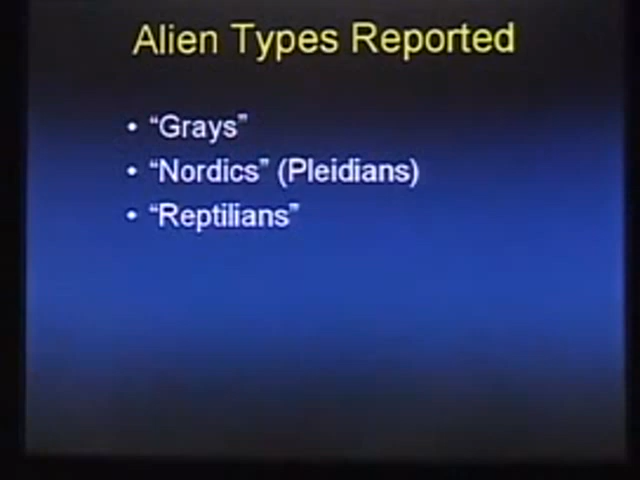 Alien Types Reported
• “Grays”
• “Nordics” (Pleidians)
• “Reptilians”